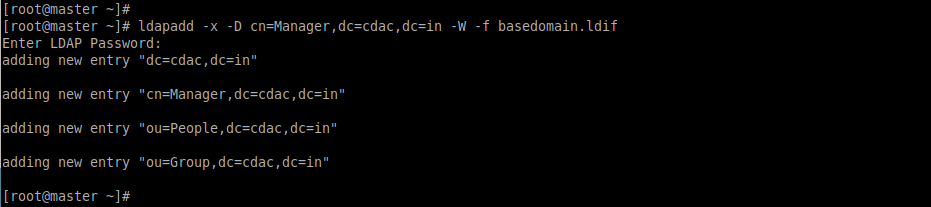 [root@master ~]#
[root@master ~]# ldapadd -x -D cn=Manager,dc=cdac,dc=in -W -f basedomain.ldif
Enter LDAP Password:
adding new entry "dc=cdac,dc=in"
adding new entry "cn=Manager,dc=cdac,dc=in"
adding new entry "ou=People,dc=cdac,dc=in"
adding new entry "ou=Group,dc=cdac,dc=in"
[root@master ~]#